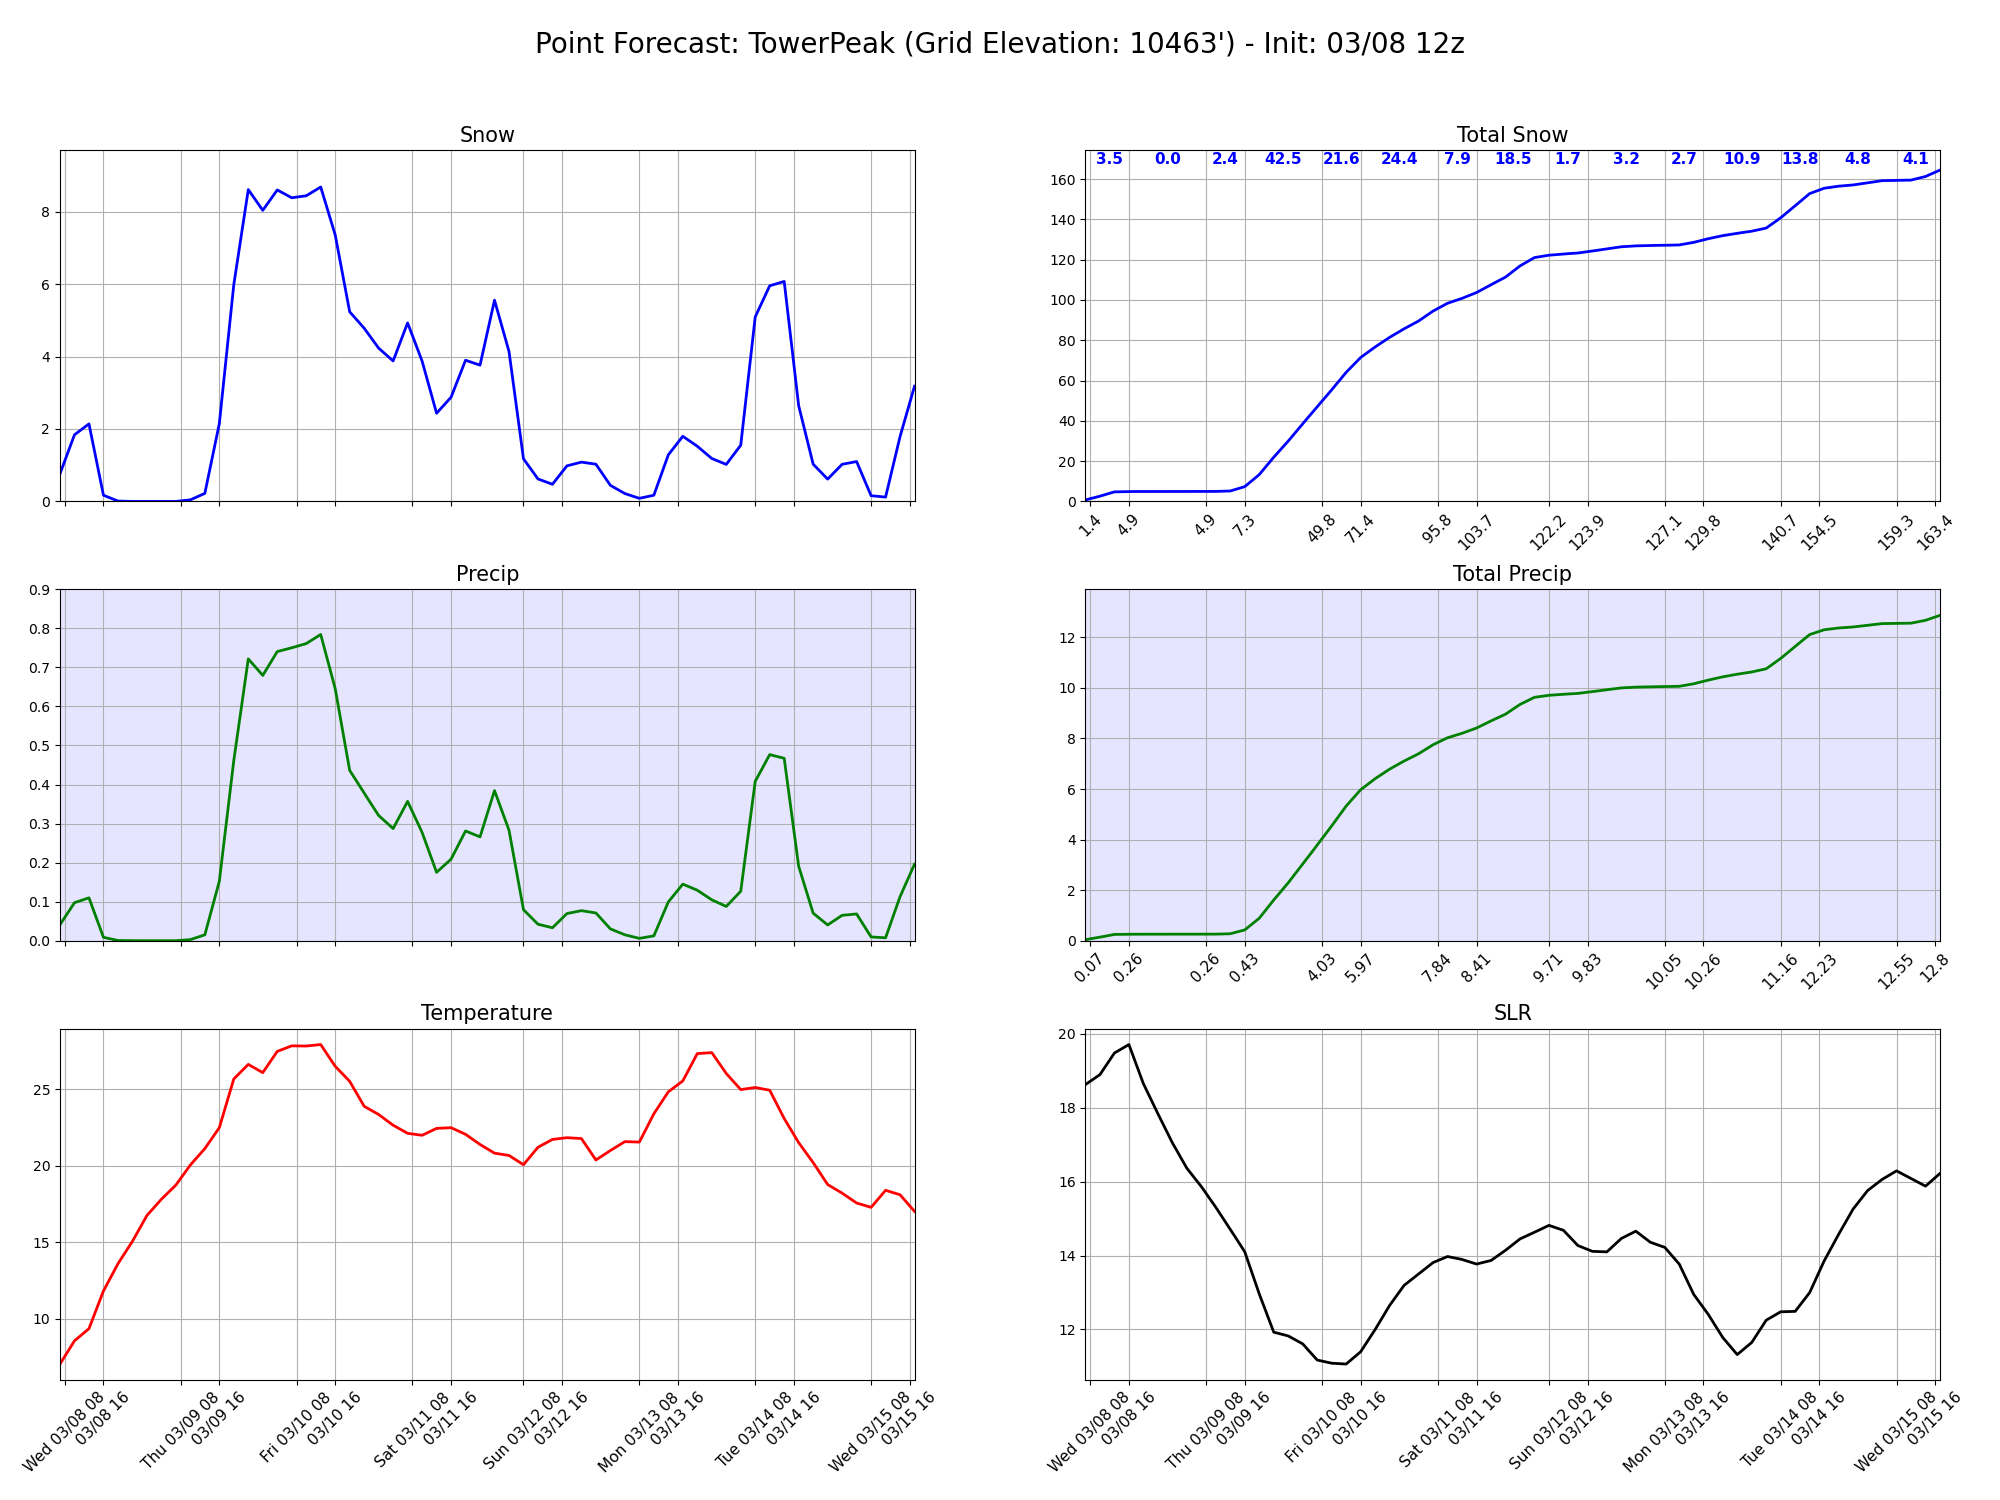 Point Forecast: TowerPeak (Grid Elevation: 10463') - Init: 03/08 12z
Snow
8
6
4
2
0
Total Snow
3.5 0.0 2.4 42.5 21.6 24.4 7.9 18.5 1.7 3.2 2.7 10.9 13.8 4.8 4.1
160
140
120
100
80
60
40
20
0
1.4 4.9 4.9 7.3 49.8 71.4 95.8 103.7 122.2 123.9 127.1 129.8 140.7 154.5 159.3 163.4
Precip
0.9
0.8
0.7
0.6
0.5
0.4
0.3
0.2
0.1
0.0
Total Precip
12
10
8
6
4
2
0
0.07 0.26 0.26 0.43 4.03 5.97 7.84 8.41 9.71 9.83 10.05 10.26 11.16 12.23 12.55 12.8
Temperature
25
20
15
10
Wed 03/08 08
03/08 16
Thu 03/09 08
03/09 16
Fri 03/10 08
03/10 16
Sat 03/11 08
03/11 16
Sun 03/12 08
03/12 16
Mon 03/13 08
03/13 16
Tue 03/14 08
03/14 16
Wed 03/15 08
03/15 16
SLR
20
18
16
14
12
Wed 03/08 08
03/08 16
Thu 03/09 08
03/09 16
Fri 03/10 08
03/10 16
Sat 03/11 08
03/11 16
Sun 03/12 08
03/12 16
Mon 03/13 08
03/13 16
Tue 03/14 08
03/14 16
Wed 03/15 08
03/15 16